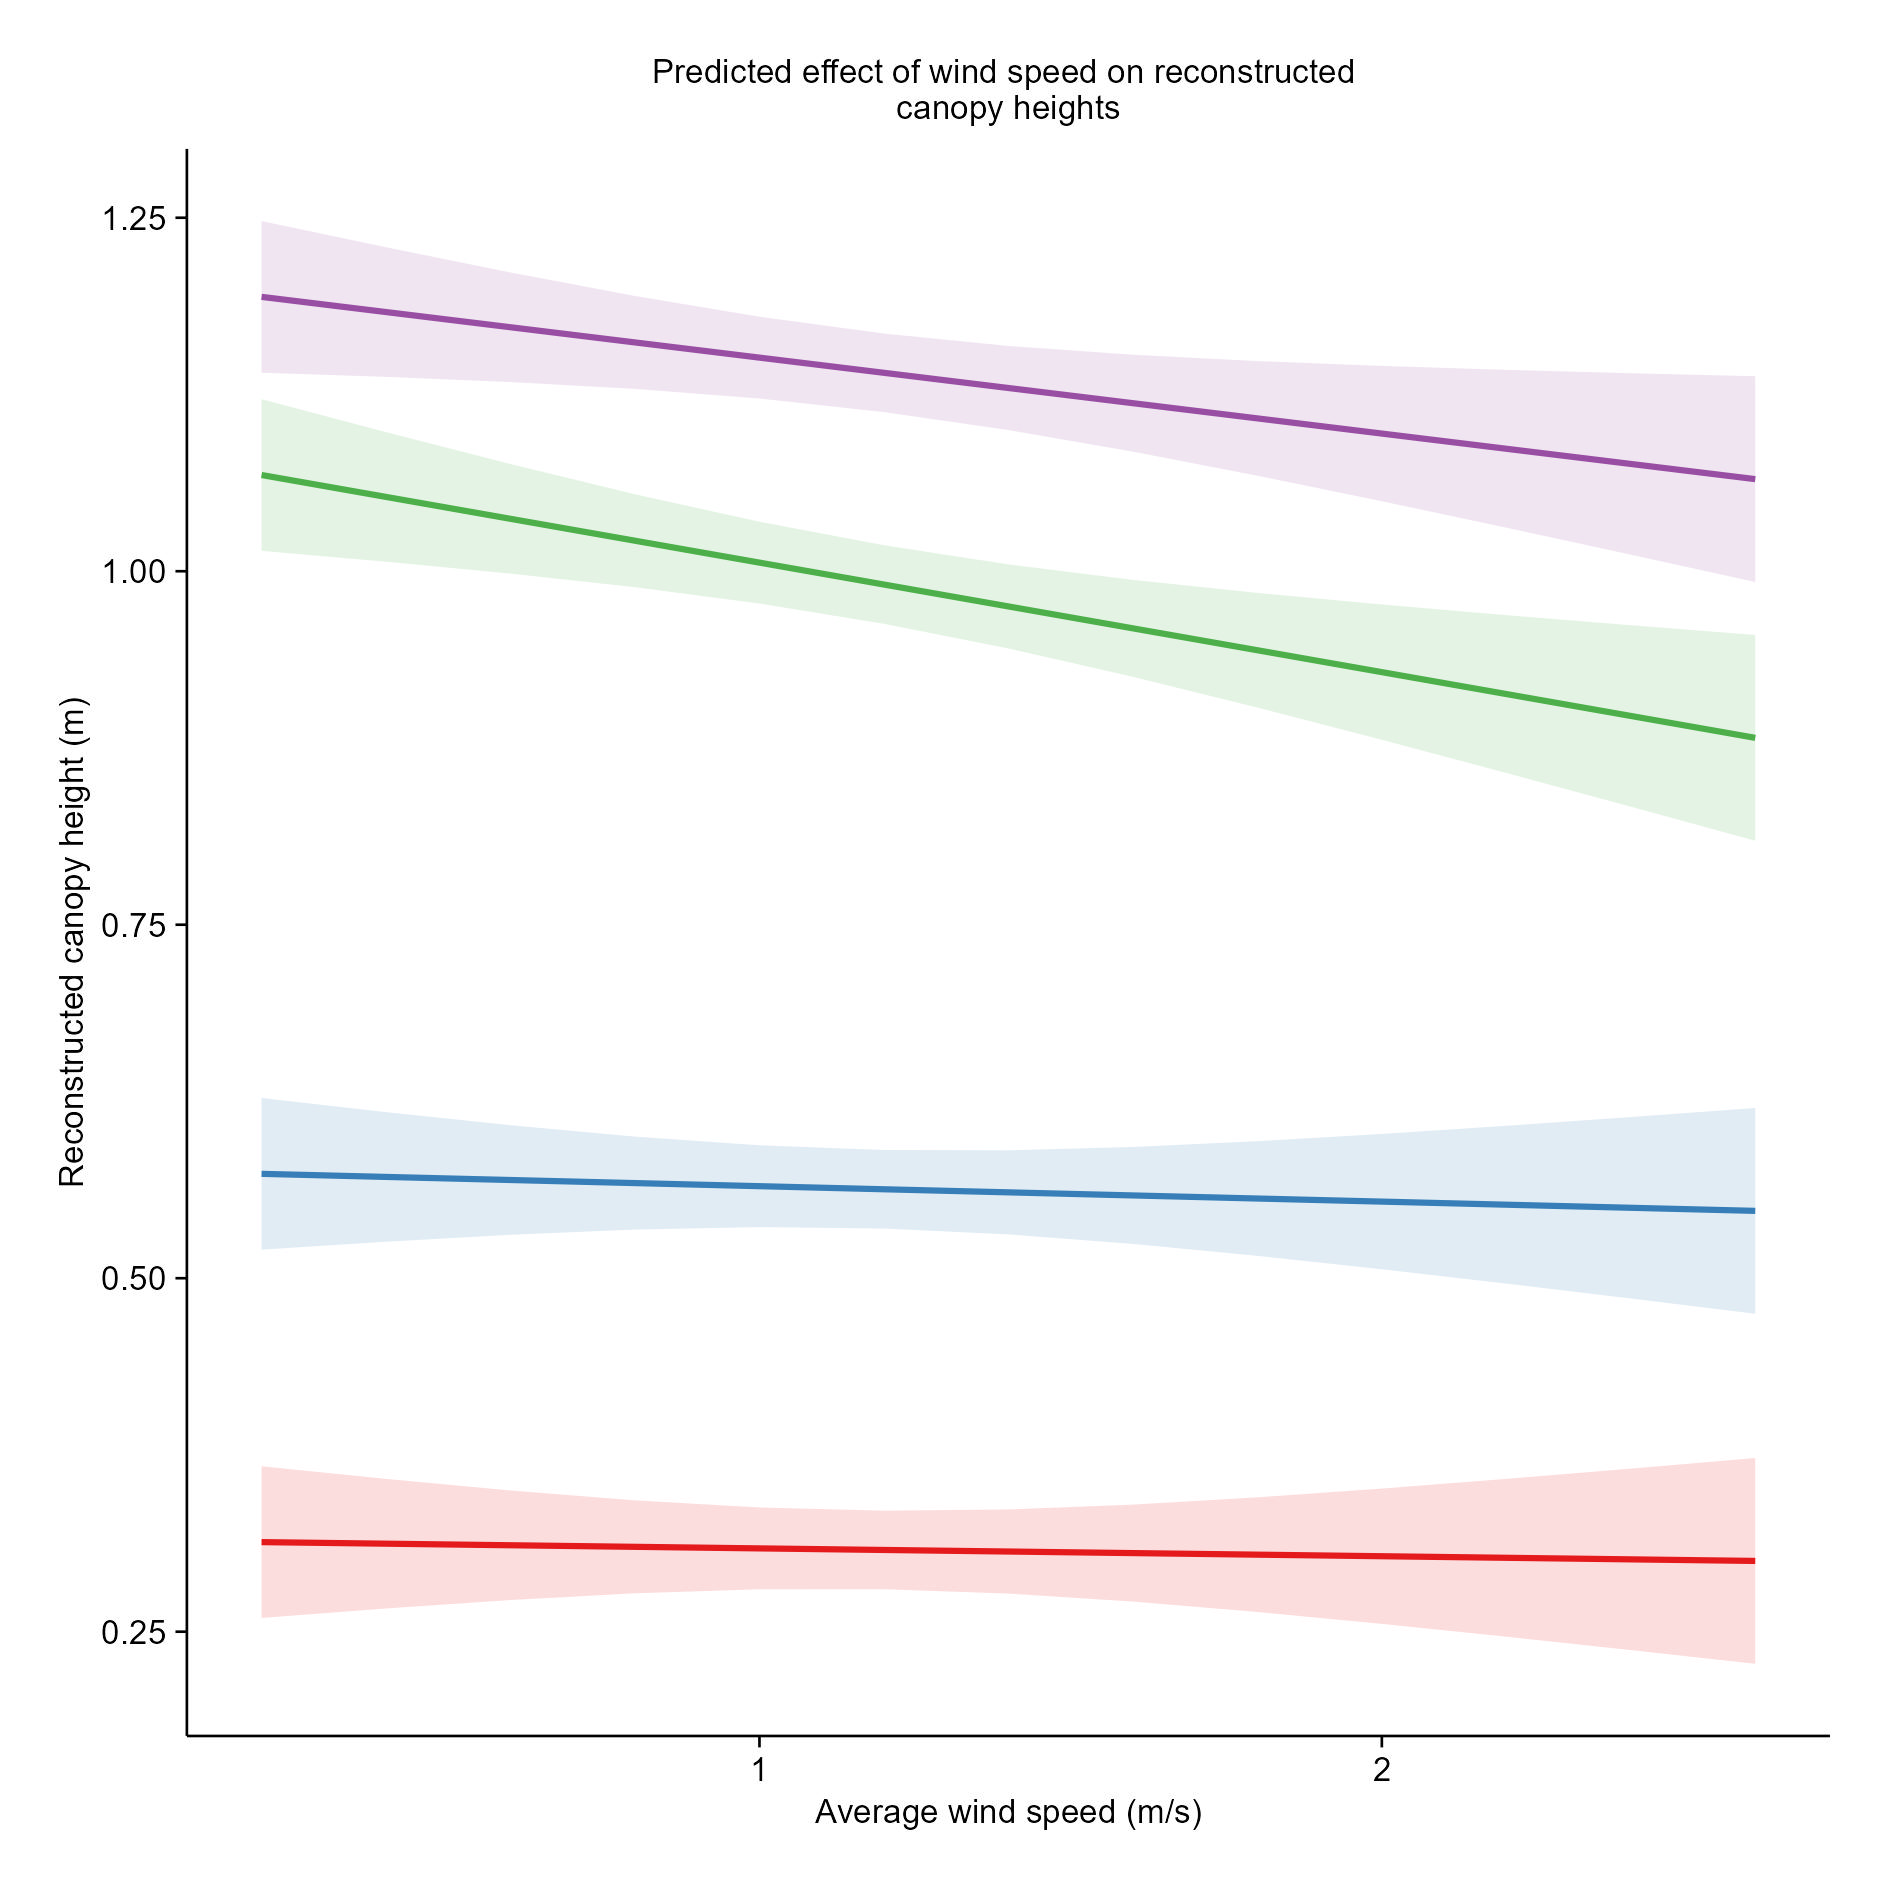 Predicted effect of wind speed on reconstructed
canopy heights
1.25
1.00
0.75
0.50
0.25
Reconstructed canopy height (m)
1
2
Average wind speed (m/s)